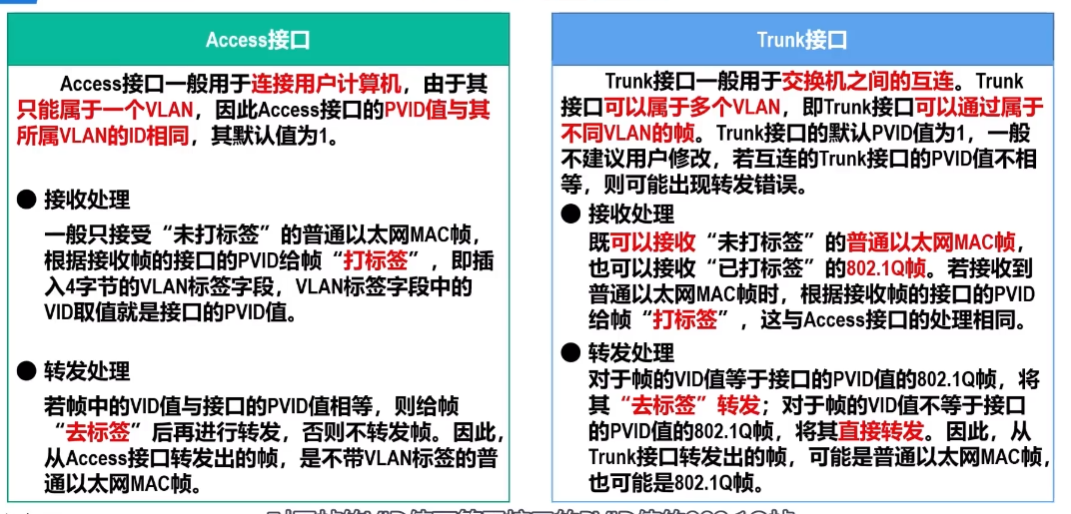 Access接口
Access接口一般用于连接用户计算机，由于其
只能属于一个VLAN，因此Access接口的PVID值与其
所属VLAN的ID相同，其默认值为1。
● 接收处理
一般只接受“未打标签”的普通以太网MAC帧，
根据接收帧的接口的PVID给帧“打标签”，即插
入4字节的VLAN标签字段，VLAN标签字段中的
VID取值就是接口的PVID值。
● 转发处理
若帧中的VID值与接口的PVID值相等，则给帧
“去标签”后再进行转发，否则不转发帧。因此，
从Access接口转发出的帧，是不带VLAN标签的普
通以太网MAC帧。
Trunk接口
Trunk接口一般用于交换机之间的互连。Trunk
接口可以属于多个VLAN，即Trunk接口可以通过属于
不同VLAN的帧。Trunk接口的默认PVID值为1，一般
不建议用户修改，若互连的Trunk接口的PVID值不相
等，则可能出现转发错误。
● 接收处理
既可以接收“未打标签”的普通以太网MAC帧，
也可以接收“已打标签”的802.1Q帧。若接收到
普通以太网MAC帧时，根据接收帧的接口的PVID
给帧“打标签”，这与Access接口的处理相同。
● 转发处理
对于帧的VID值等于接口的PVID值的802.1Q帧，将
其“去标签”转发；对于帧的VID值不等于接口
的PVID值的802.1Q帧，将其直接转发。因此，从
Trunk接口转发出的帧，可能是普通以太网MAC帧，
也可能是802.1Q帧。